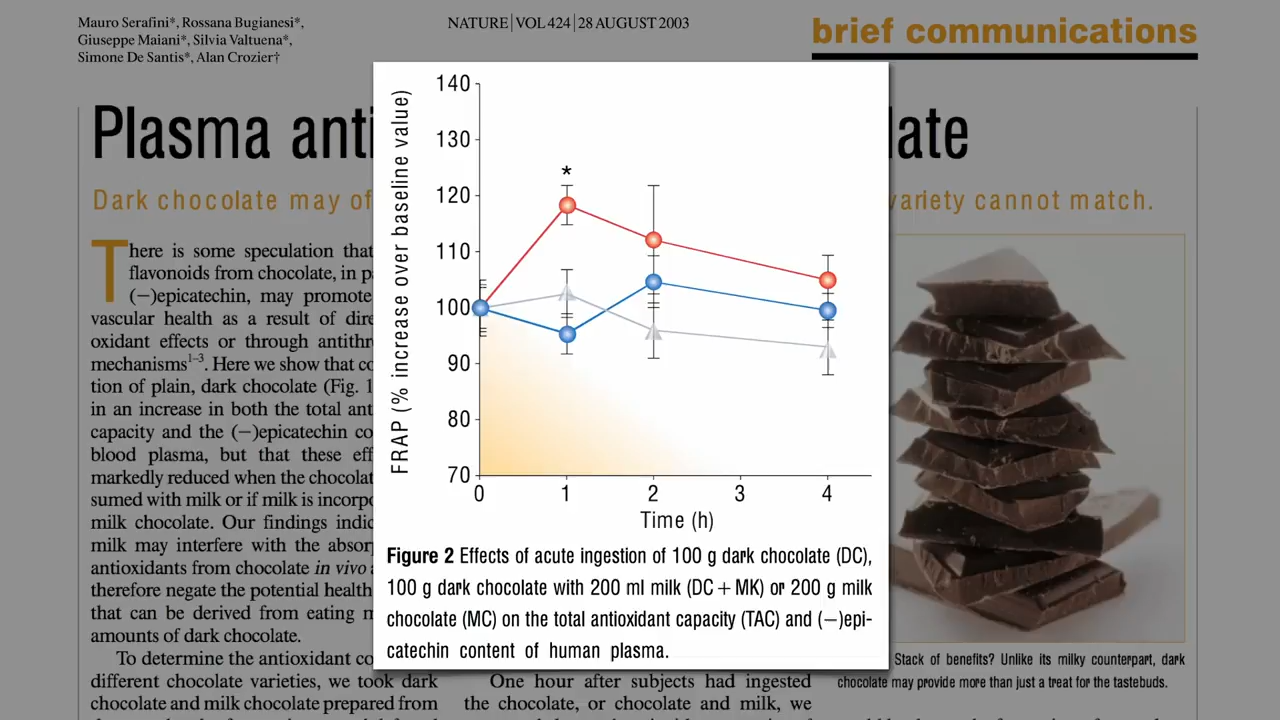 Mauro Serafini*, Rossana Bugianesi*,
Giuseppe Maiani*, Silvia Valtuena*,
Simone De Santis*, Alan Crozier†
NATURE | VOL 424 | 28 AUGUST 2003
brief communications
Plasma anti
late
Dark chocolate may of
variety cannot match.
There is some speculation that
flavonoids from chocolate, in p
(−)epicatechin, may promote
vascular health as a result of dire
oxidant effects or through antithr
mechanisms1–3. Here we show that co
tion of plain, dark chocolate (Fig. 1
in an increase in both the total ant
capacity and the (−)epicatechin co
blood plasma, but that these eff
markedly reduced when the chocolat
sumed with milk or if milk is incorp
milk chocolate. Our findings indic
milk may interfere with the absor
antioxidants from chocolate in vivo
therefore negate the potential health
that can be derived from eating m
amounts of dark chocolate.
To determine the antioxidant co
different chocolate varieties, we took dark
chocolate and milk chocolate prepared from
FRAP (% increase over baseline value)
140
130
120
110
100
90
80
70
*
0 1 2 3 4
Time (h)
Figure 2 Effects of acute ingestion of 100 g dark chocolate (DC),
100 g dark chocolate with 200 ml milk (DC + MK) or 200 g milk
chocolate (MC) on the total antioxidant capacity (TAC) and (−)epi-
catechin content of human plasma.
One hour after subjects had ingested
the chocolate, or chocolate and milk, we
Stack of benefits? Unlike its milky counterpart, dark
chocolate may provide more than just a treat for the tastebuds.